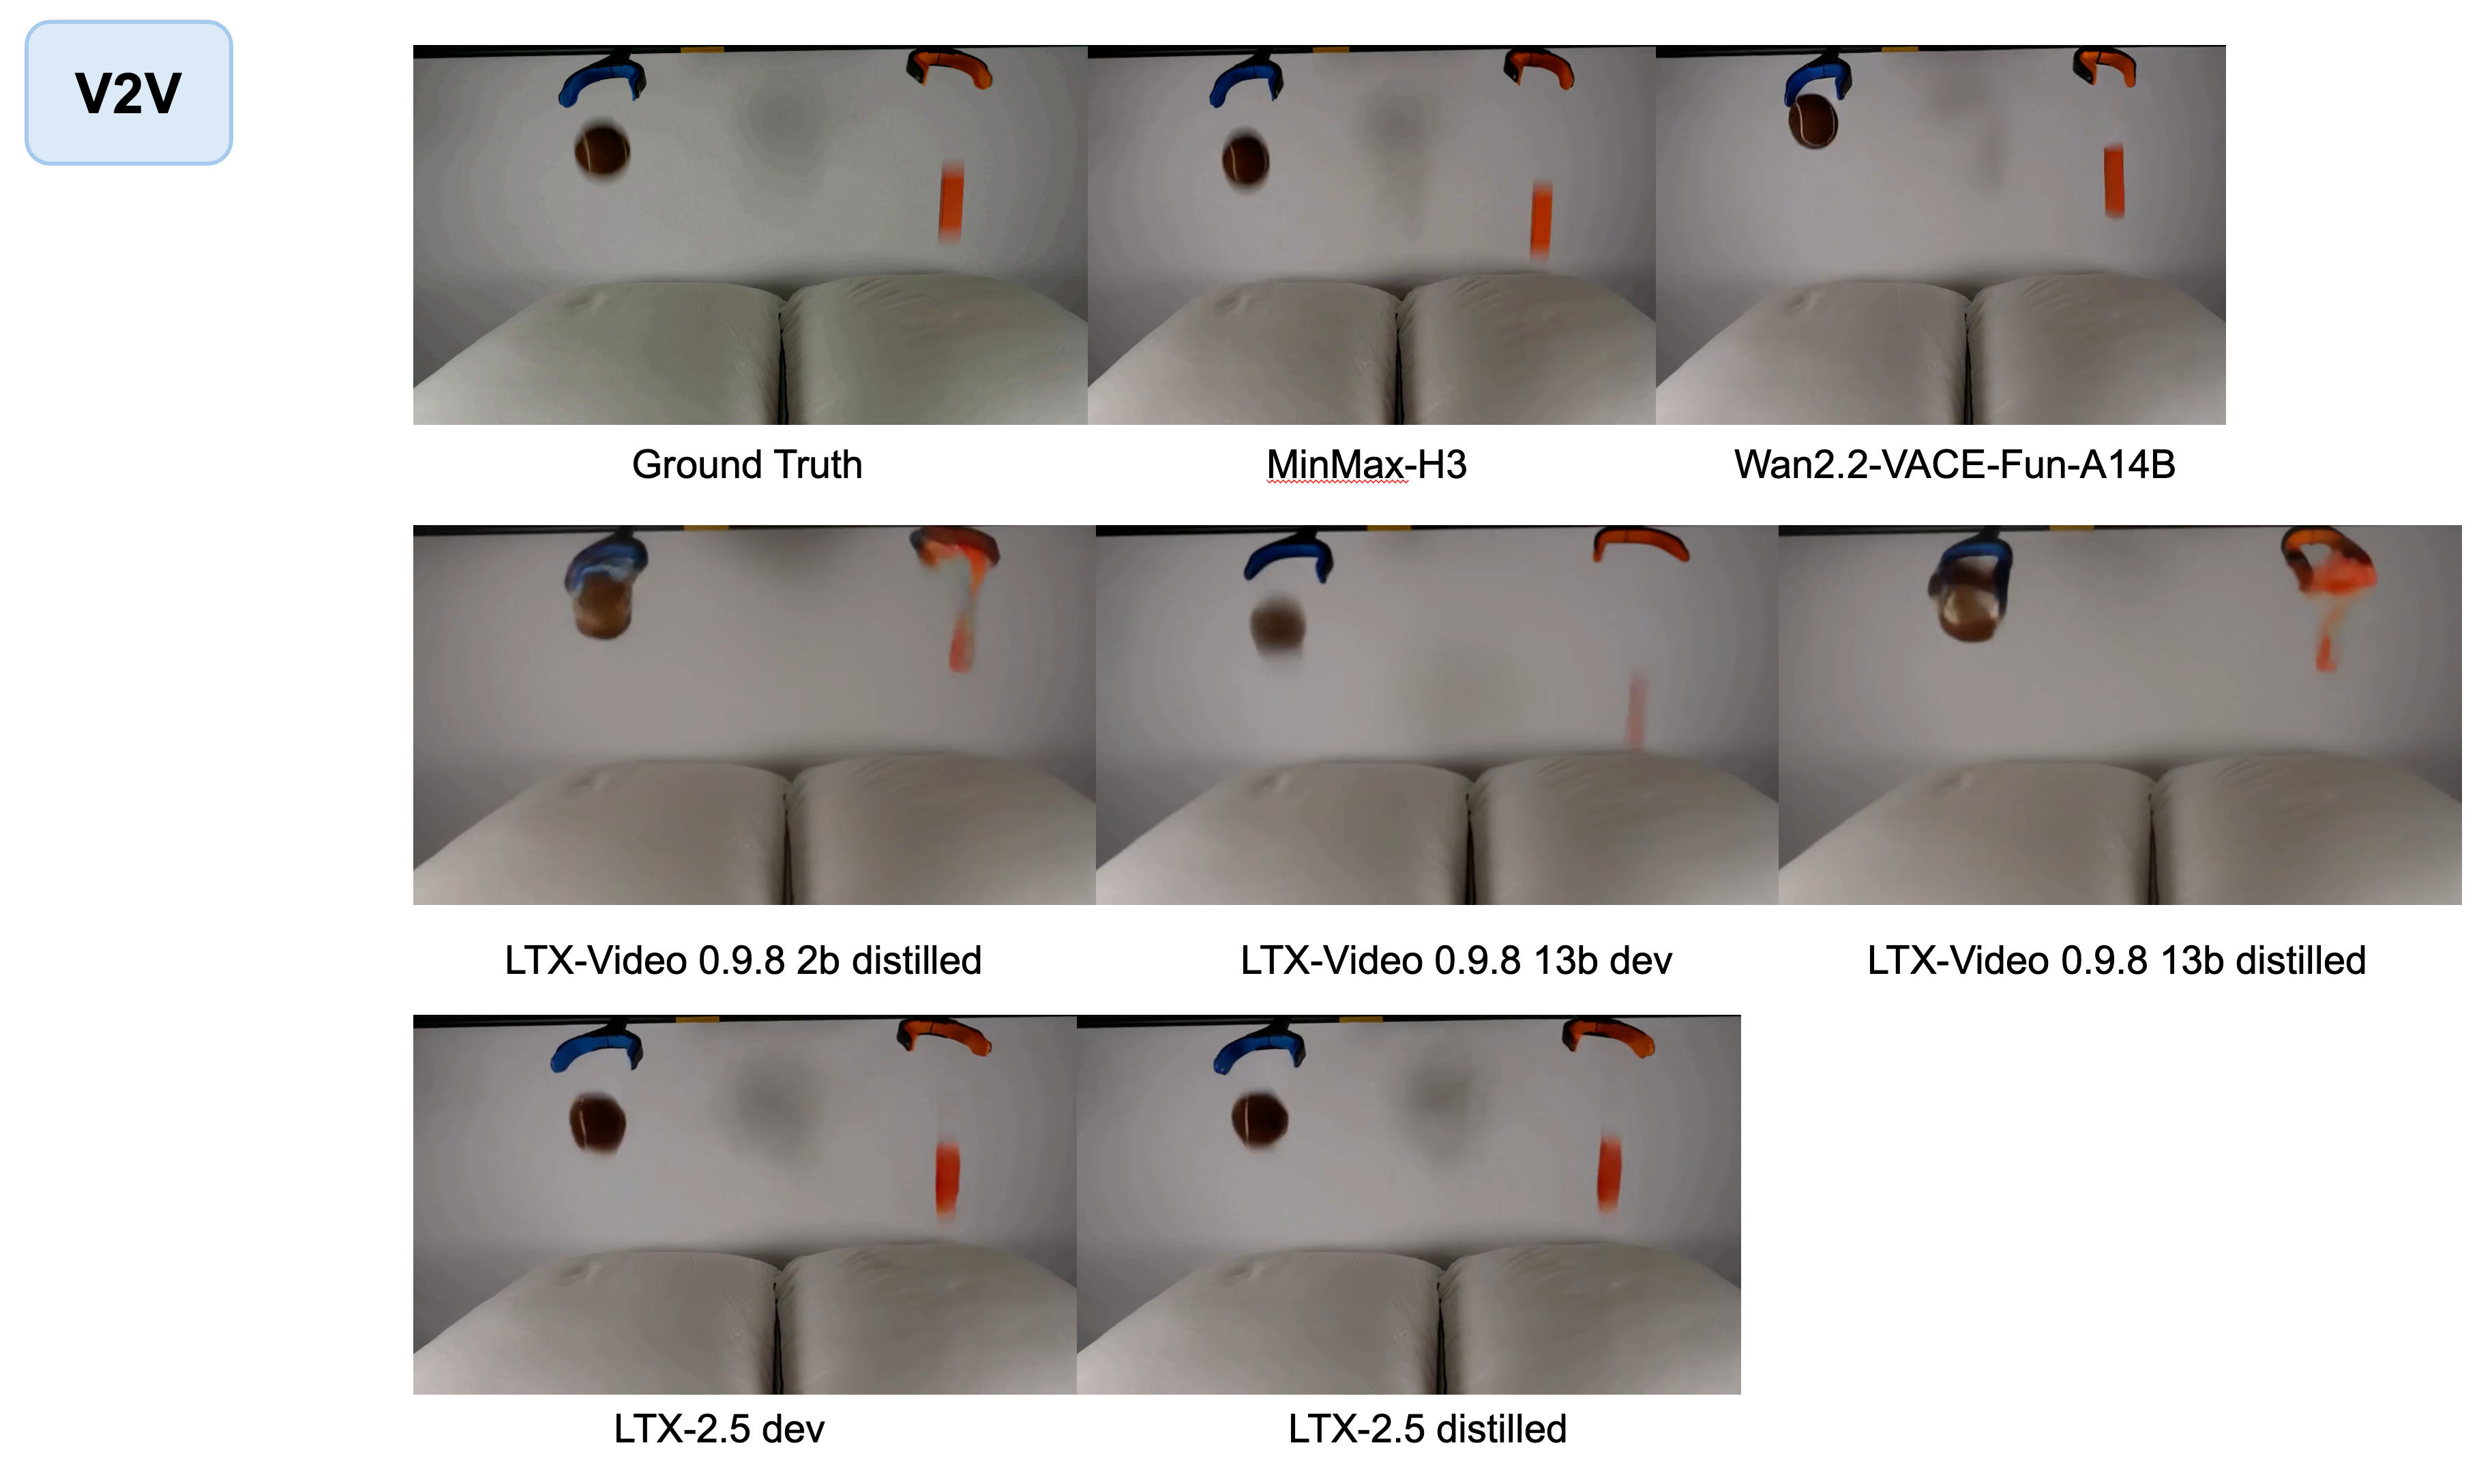 V2V
Ground Truth
MinMax-H3
Wan2.2-VACE-Fun-A14B
LTX-Video 0.9.8 2b distilled
LTX-Video 0.9.8 13b dev
LTX-Video 0.9.8 13b distilled
LTX-2.5 dev
LTX-2.5 distilled